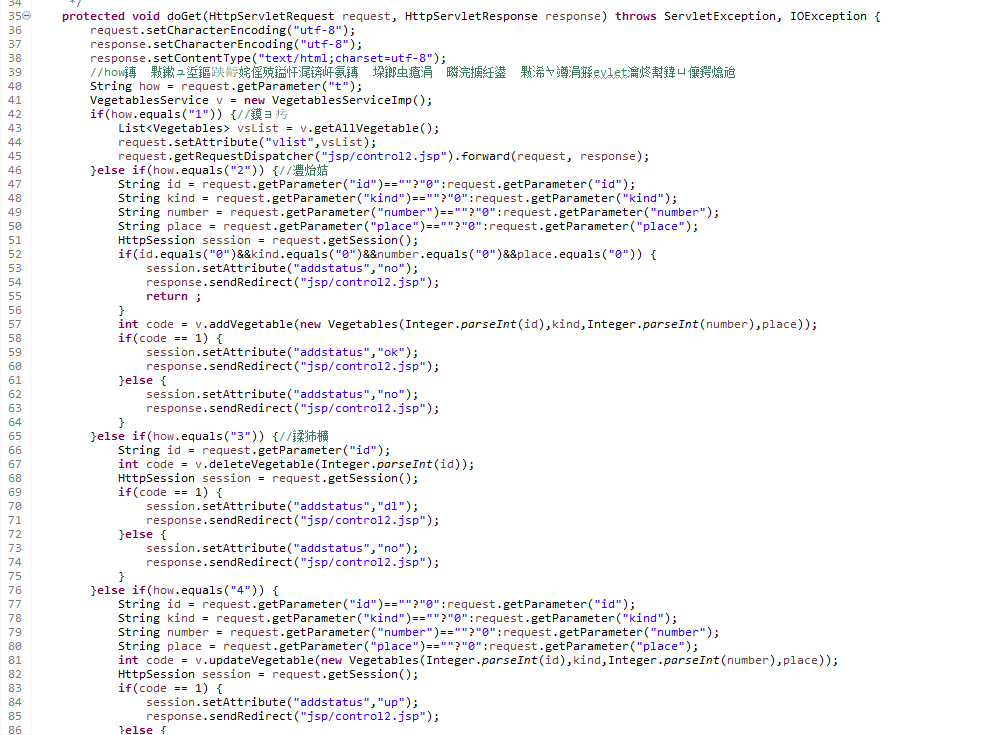 34 */
35 protected void doGet(HttpServletRequest request, HttpServletResponse response) throws ServletException, IOException {
36 request.setCharacterEncoding("utf-8");
37 response.setCharacterEncoding("utf-8");
38 response.setContentType("text/html;charset=utf-8");
39 //how evlet
40 String how = request.getParameter("t");
41 VegetablesService v = new VegetablesServiceImp();
42 if(how.equals("1")) {//
43 List<Vegetables> vsList = v.getAllVegetable();
44 request.setAttribute("vlist",vsList);
45 request.getRequestDispatcher("jsp/control2.jsp").forward(request, response);
46 }else if(how.equals("2")) {//
47 String id = request.getParameter("id")==""?"0":request.getParameter("id");
48 String kind = request.getParameter("kind")==""?"0":request.getParameter("kind");
49 String number = request.getParameter("number")==""?"0":request.getParameter("number");
50 String place = request.getParameter("place")==""?"0":request.getParameter("place");
51 HttpSession session = request.getSession();
52 if(id.equals("0")&&kind.equals("0")&&number.equals("0")&&place.equals("0")) {
53 session.setAttribute("addstatus","no");
54 response.sendRedirect("jsp/control2.jsp");
55 return ;
56 }
57 int code = v.addVegetable(new Vegetables(Integer.parseInt(id),kind,Integer.parseInt(number),place));
58 if(code == 1) {
59 session.setAttribute("addstatus","ok");
60 response.sendRedirect("jsp/control2.jsp");
61 }else {
62 session.setAttribute("addstatus","no");
63 response.sendRedirect("jsp/control2.jsp");
64 }
65 }else if(how.equals("3")) {//
66 String id = request.getParameter("id");
67 int code = v.deleteVegetable(Integer.parseInt(id));
68 HttpSession session = request.getSession();
69 if(code == 1) {
70 session.setAttribute("addstatus","dl");
71 response.sendRedirect("jsp/control2.jsp");
72 }else {
73 session.setAttribute("addstatus","no");
74 response.sendRedirect("jsp/control2.jsp");
75 }
76 }else if(how.equals("4")) {
77 String id = request.getParameter("id")==""?"0":request.getParameter("id");
78 String kind = request.getParameter("kind")==""?"0":request.getParameter("kind");
79 String number = request.getParameter("number")==""?"0":request.getParameter("number");
80 String place = request.getParameter("place")==""?"0":request.getParameter("place");
81 int code = v.updateVegetable(new Vegetables(Integer.parseInt(id),kind,Integer.parseInt(number),place));
82 HttpSession session = request.getSession();
83 if(code == 1) {
84 session.setAttribute("addstatus","up");
85 response.sendRedirect("jsp/control2.jsp");
86 }else {